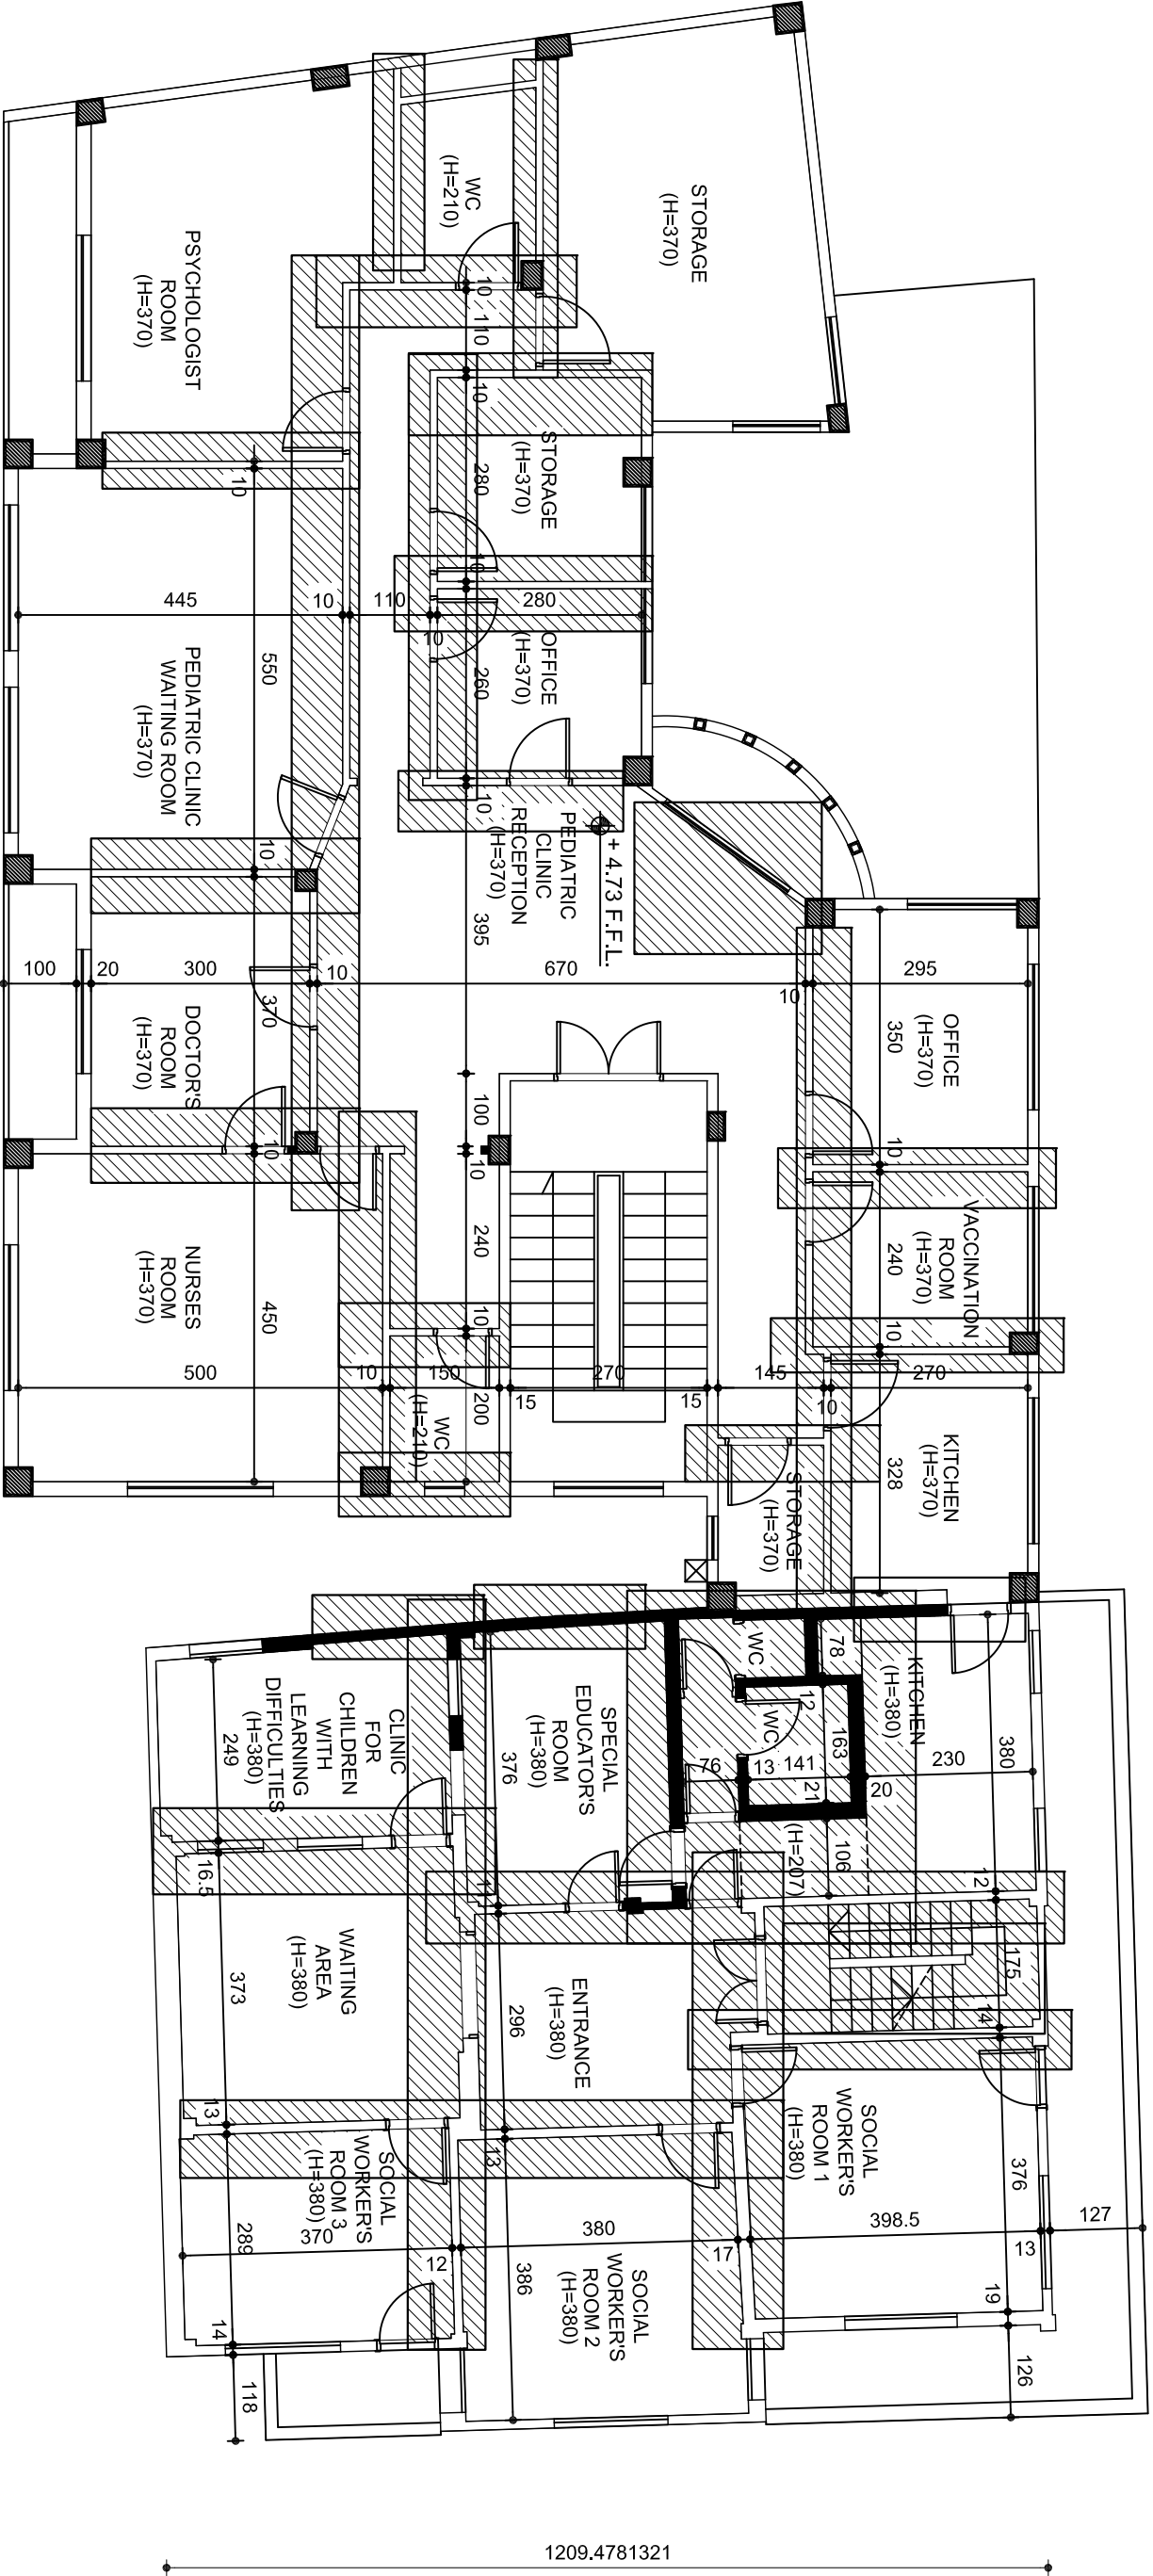 STORAGE
(H=370)
WC
(H=210)
PSYCHOLOGIST
ROOM
(H=370)
10
110
10
280
10
260
10
395
100
10
240
10
200
STORAGE
(H=370)
OFFICE
(H=370)
10
550
10
370
10
450
445
10
110
10
280
PEDIATRIC CLINIC
WAITING ROOM
(H=370)
PEDIATRIC
CLINIC
RECEPTION
(H=370)
+ 4.73 F.F.L.
100
20
300
10
670
10
295
DOCTOR'S
ROOM
(H=370)
OFFICE
(H=370)
350
10
240
10
328
VACCINATION
ROOM
(H=370)
NURSES
ROOM
(H=370)
500
10
150
15
270
15
145
10
270
WC
(H=210)
STORAGE
(H=370)
KITCHEN
(H=370)
KITCHEN
(H=380)
WC
WC
78
12
163
21
106
(H=207)
76
13
141
20
230
380
12
175
14
376
19
126
SPECIAL
EDUCATOR'S
ROOM
(H=380)
376
296
13
386
CLINIC
FOR
CHILDREN
WITH
LEARNING
DIFFICULTIES
(H=380)
249
16.5
373
13
289
14
118
WAITING
AREA
(H=380)
ENTRANCE
(H=380)
SOCIAL
WORKER'S
ROOM 1
(H=380)
SOCIAL
WORKER'S
ROOM 3
(H=380)
SOCIAL
WORKER'S
ROOM 2
(H=380)
370
12
380
17
398.5
13
127
1209.4781321